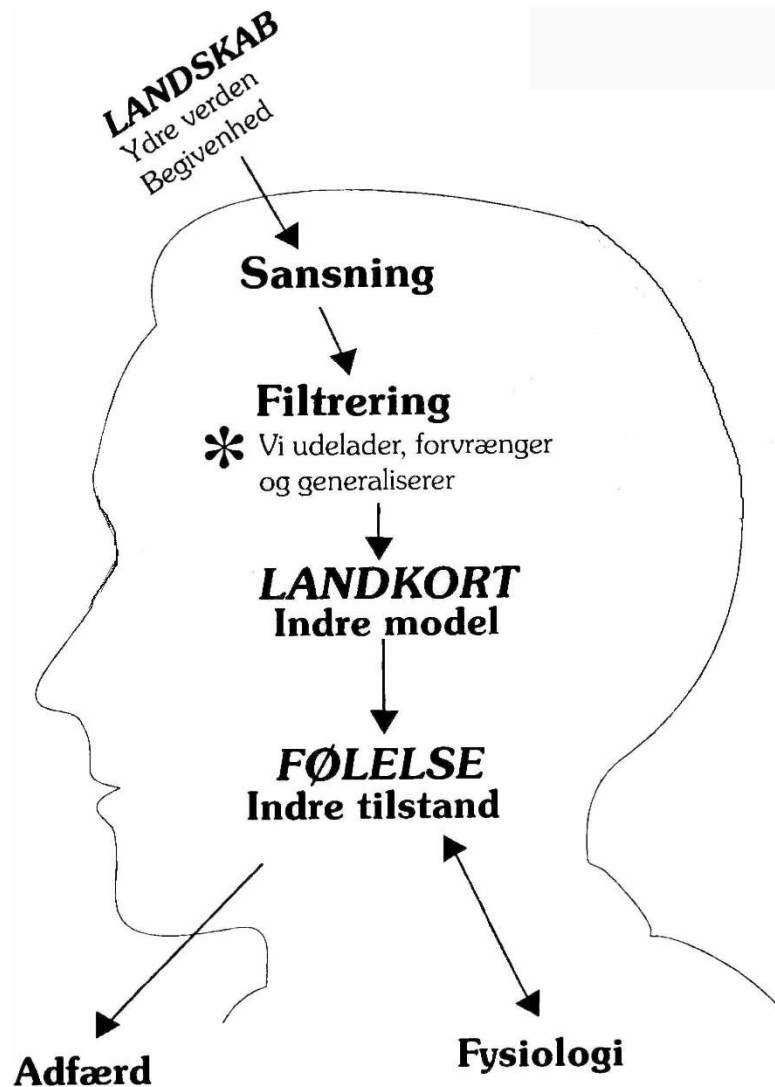 LANDSKAB
Ydre verden
Begivenhed
Sansning
Filtrering
* Vi udelader, forvrænger
og generaliserer
LANDKORT
Indre model
FØLELSE
Indre tilstand
Adfærd
Fysiologi